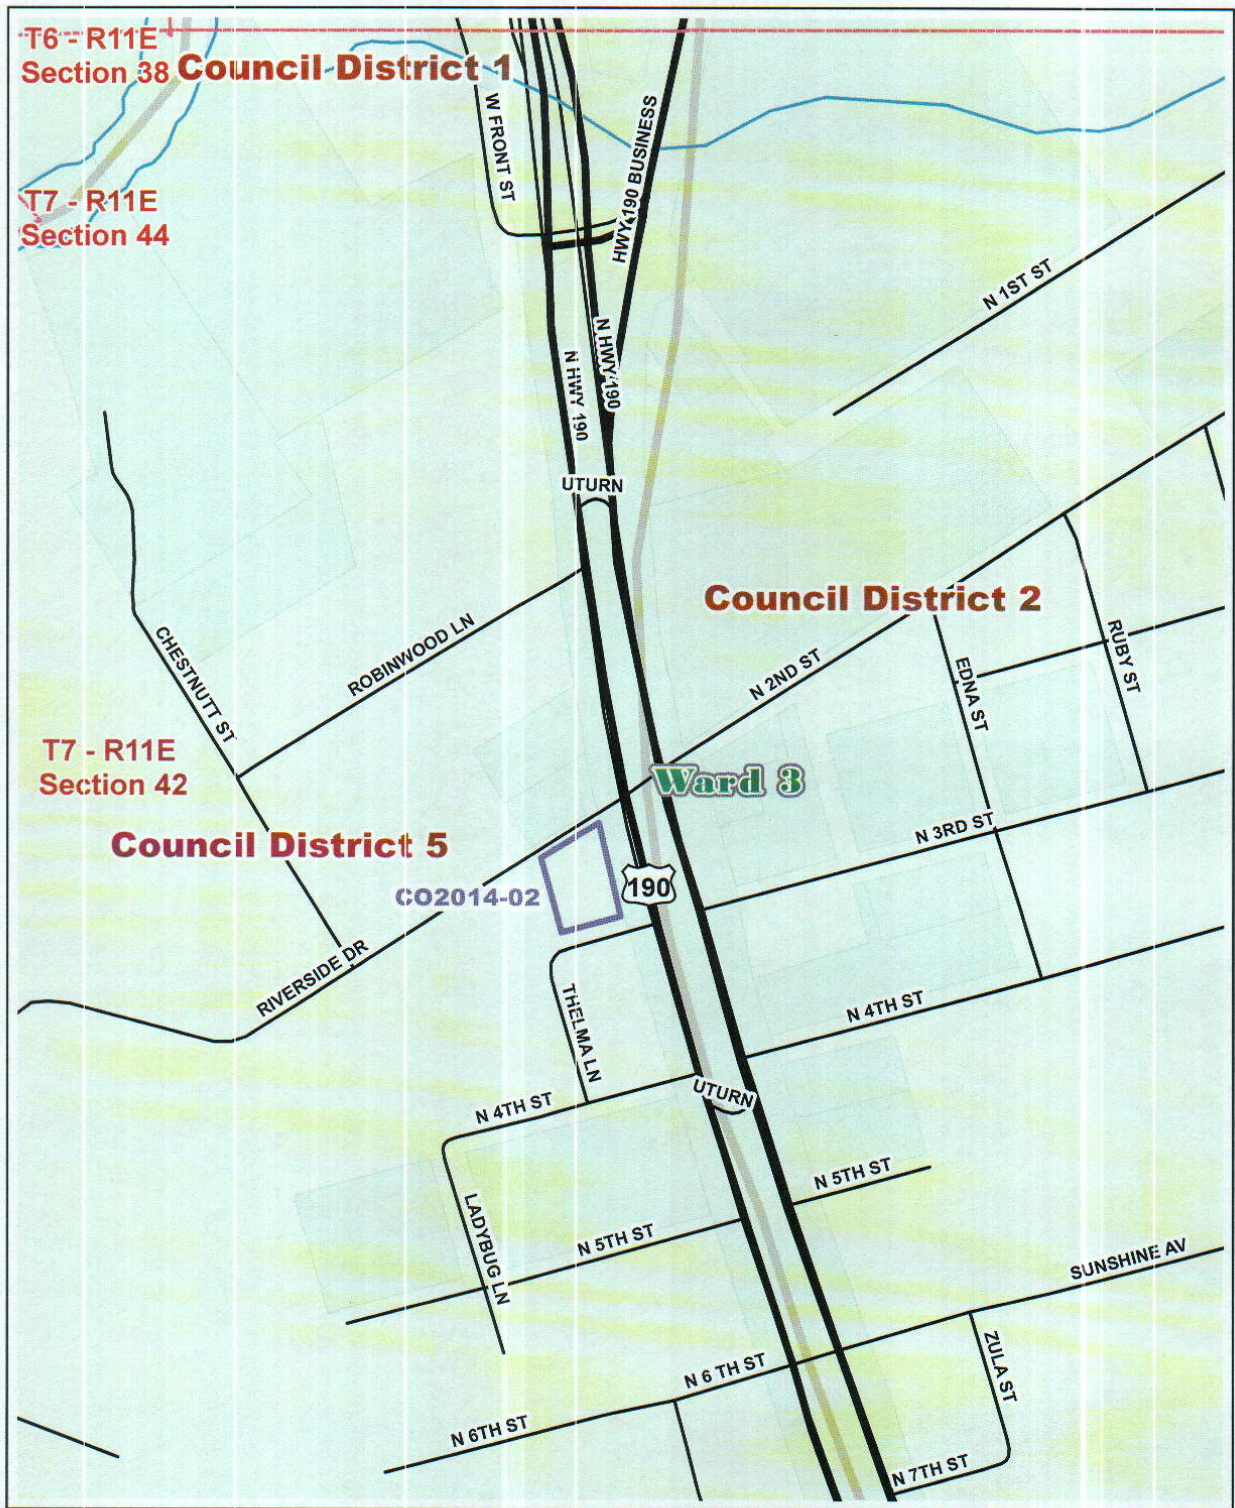 T6 - R11E
Section 38
Council District 1
W FRONT ST
HWY 190 BUSINESS
T7 - R11E
Section 44
N 1ST ST
N HWY 190
N HWY 190
UTURN
Council District 2
CHESTNUTT ST
ROBINWOOD LN
N 2ND ST
EDNA ST
RUBY ST
T7 - R11E
Section 42
Ward 3
Council District 5
N 3RD ST
CO2014-02
190
RIVERSIDE DR
THELMA LN
N 4TH ST
N 4TH ST
UTURN
N 5TH ST
LADYBUG LN
N 5TH ST
SUNSHINE AV
N 6 TH ST
ZULA ST
N 6TH ST
N 7TH ST